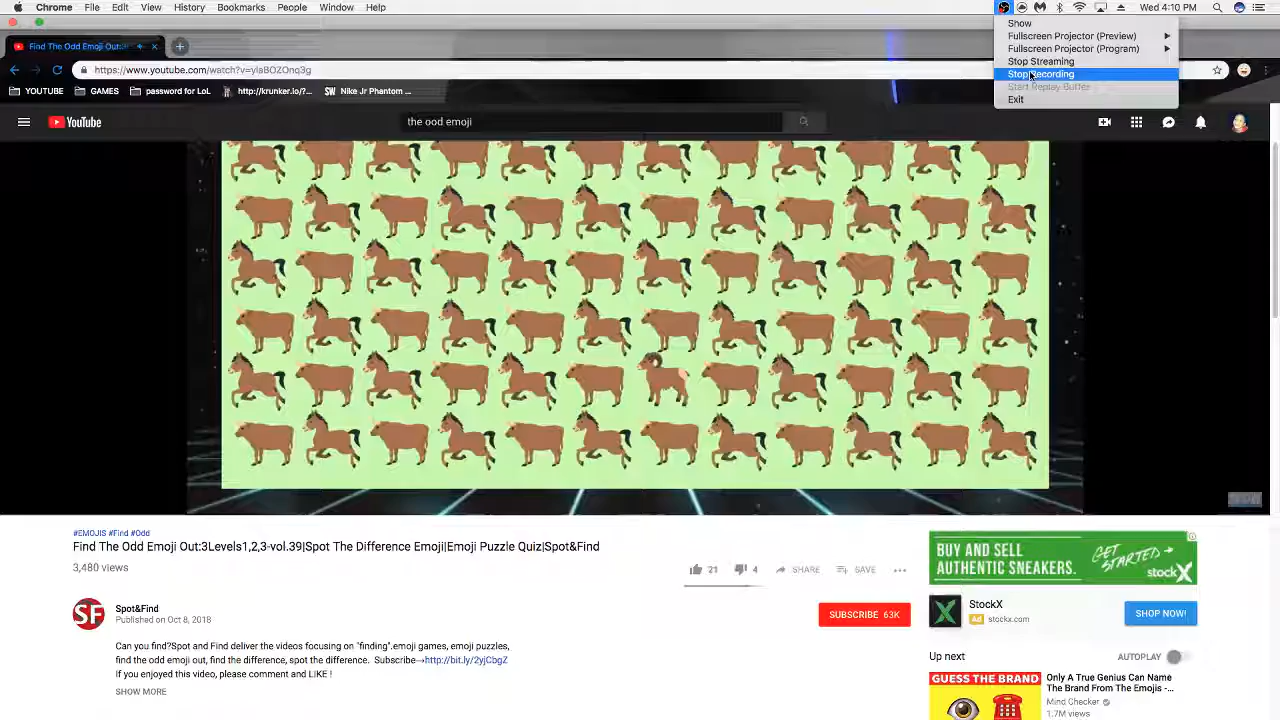 Chrome File Edit View History Bookmarks People Window Help Wed 4:10 PM
Find The Odd Emoji Out:
https://www.youtube.com/watch?v=yIsBOZOnq3g
YOUTUBE GAMES password for LoL http://krunker.io/?... SW Nike Jr Phantom ...
Show
Fullscreen Projector (Preview)
Fullscreen Projector (Program)
Stop Streaming
Stop Recording
Start Replay Buffer
Exit
YouTube
the ood emoji
#EMOJIS #Find #Odd
Find The Odd Emoji Out:3Levels1,2,3-vol.39|Spot The Difference Emoji|Emoji Puzzle Quiz|Spot&Find
3,480 views
21 4 SHARE SAVE
SF Spot&Find
Published on Oct 8, 2018
SUBSCRIBE 63K
Can you find?Spot and Find deliver the videos focusing on "finding".emoji games, emoji puzzles,
find the odd emoji out, find the difference, spot the difference. Subscribe→http://bit.ly/2yjCbgZ
If you enjoyed this video, please comment and LIKE !
SHOW MORE
BUY AND SELL
AUTHENTIC SNEAKERS.
GET STARTED
stockX
StockX
Ad stockx.com
SHOP NOW!
Up next
AUTOPLAY
GUESS THE BRAND
Only A True Genius Can Name
The Brand From The Emojis -...
Mind Checker
1.7M views